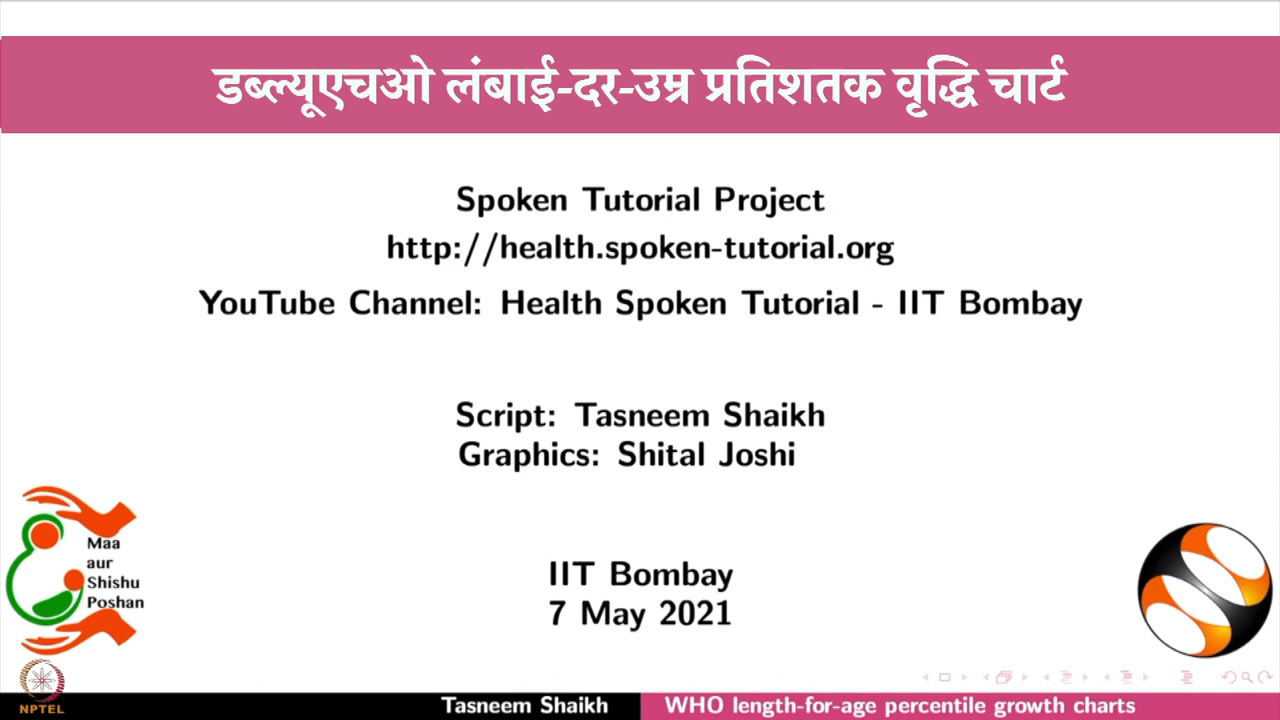 डब्ल्यूएचओ लंबाई-दर-उम्र प्रतिशतक वृद्धि चार्ट
Spoken Tutorial Project
http://health.spoken-tutorial.org
YouTube Channel: Health Spoken Tutorial - IIT Bombay
Script: Tasneem Shaikh
Graphics: Shital Joshi
Maa
aur
Shishu
Poshan
IIT Bombay
7 May 2021
NPTEL
Tasneem Shaikh
WHO length-for-age percentile growth charts